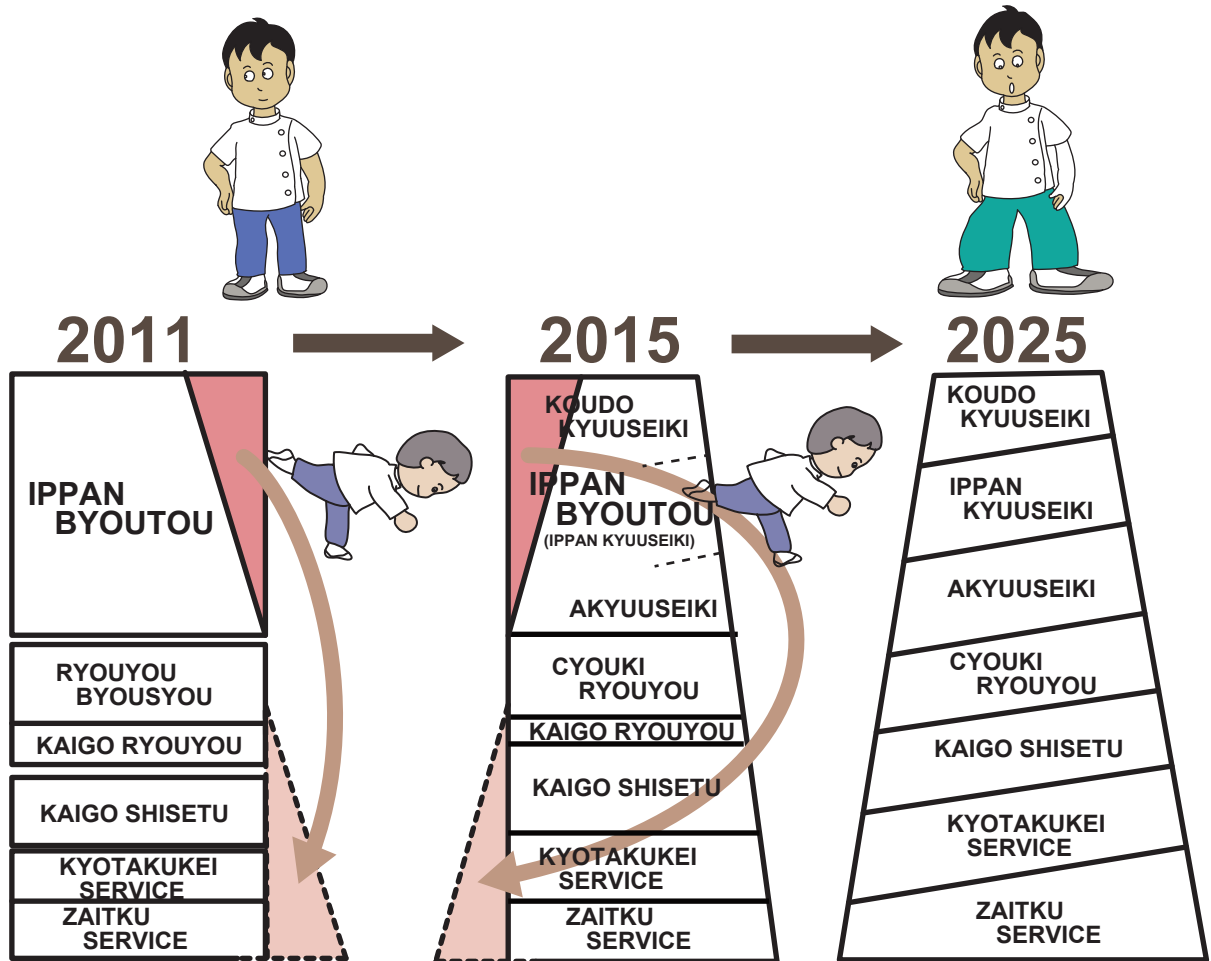 2011
2015
2025
IPPAN
BYOUTOU
RYOUYOU
BYOUSYOU
KAIGO RYOUYOU
KAIGO SHISETU
KYOTAKUKEI
SERVICE
ZAITKU
SERVICE
KOUDO
KYUUSEIKI
IPPAN
BYOUTOU
(IPPAN KYUUSEIKI)
AKYUUSEIKI
CYOUKI
RYOUYOU
KAIGO RYOUYOU
KAIGO SHISETU
KYOTAKUKEI
SERVICE
ZAITKU
SERVICE
KOUDO
KYUUSEIKI
IPPAN
KYUUSEIKI
AKYUUSEIKI
CYOUKI
RYOUYOU
KAIGO SHISETU
KYOTAKUKEI
SERVICE
ZAITKU
SERVICE